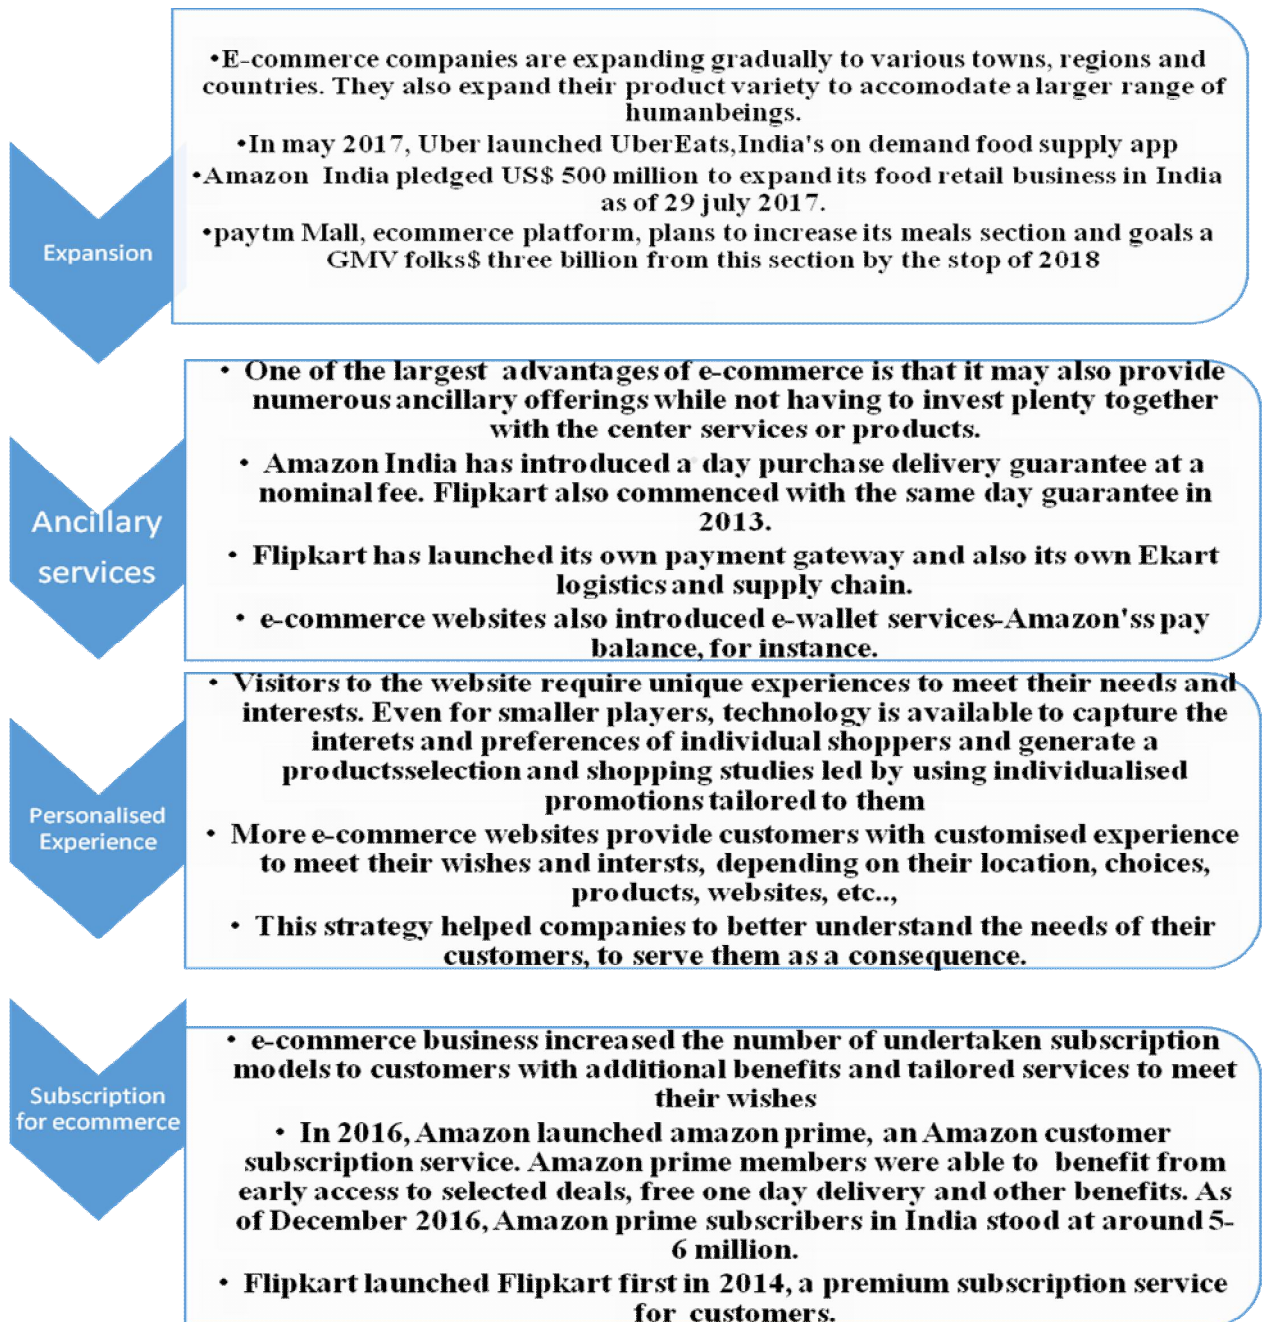 •E-commerce companies are expanding gradually to various towns, regions and
countries. They also expand their product variety to accomodate a larger range of
humanbeings.
•In may 2017, Uber launched UberEats,India's on demand food supply app
•Amazon India pledged US$ 500 million to expand its food retail business in India
as of 29 july 2017.
•paytm Mall, ecommerce platform, plans to increase its meals section and goals a
GMV folks$ three billion from this section by the stop of 2018
Expansion
• One of the largest advantages of e-commerce is that it may also provide
numerous ancillary offerings while not having to invest plenty together
with the center services or products.
• Amazon India has introduced a day purchase delivery guarantee at a
nominal fee. Flipkart also commenced with the same day guarantee in
2013.
• Flipkart has launched its own payment gateway and also its own Ekart
logistics and supply chain.
• e-commerce websites also introduced e-wallet services-Amazon'ss pay
balance, for instance.
Ancillary
services
• Visitors to the website require unique experiences to meet their needs and
interests. Even for smaller players, technology is available to capture the
interets and preferences of individual shoppers and generate a
productsselection and shopping studies led by using individualised
promotions tailored to them
• More e-commerce websites provide customers with customised experience
to meet their wishes and intersts, depending on their location, choices,
products, websites, etc..,
• This strategy helped companies to better understand the needs of their
customers, to serve them as a consequence.
Personalised
Experience
• e-commerce business increased the number of undertaken subscription
models to customers with additional benefits and tailored services to meet
their wishes
• In 2016, Amazon launched amazon prime, an Amazon customer
subscription service. Amazon prime members were able to benefit from
early access to selected deals, free one day delivery and other benefits. As
of December 2016, Amazon prime subscribers in India stood at around 5-
6 million.
• Flipkart launched Flipkart first in 2014, a premium subscription service
for customers.
Subscription
for ecommerce